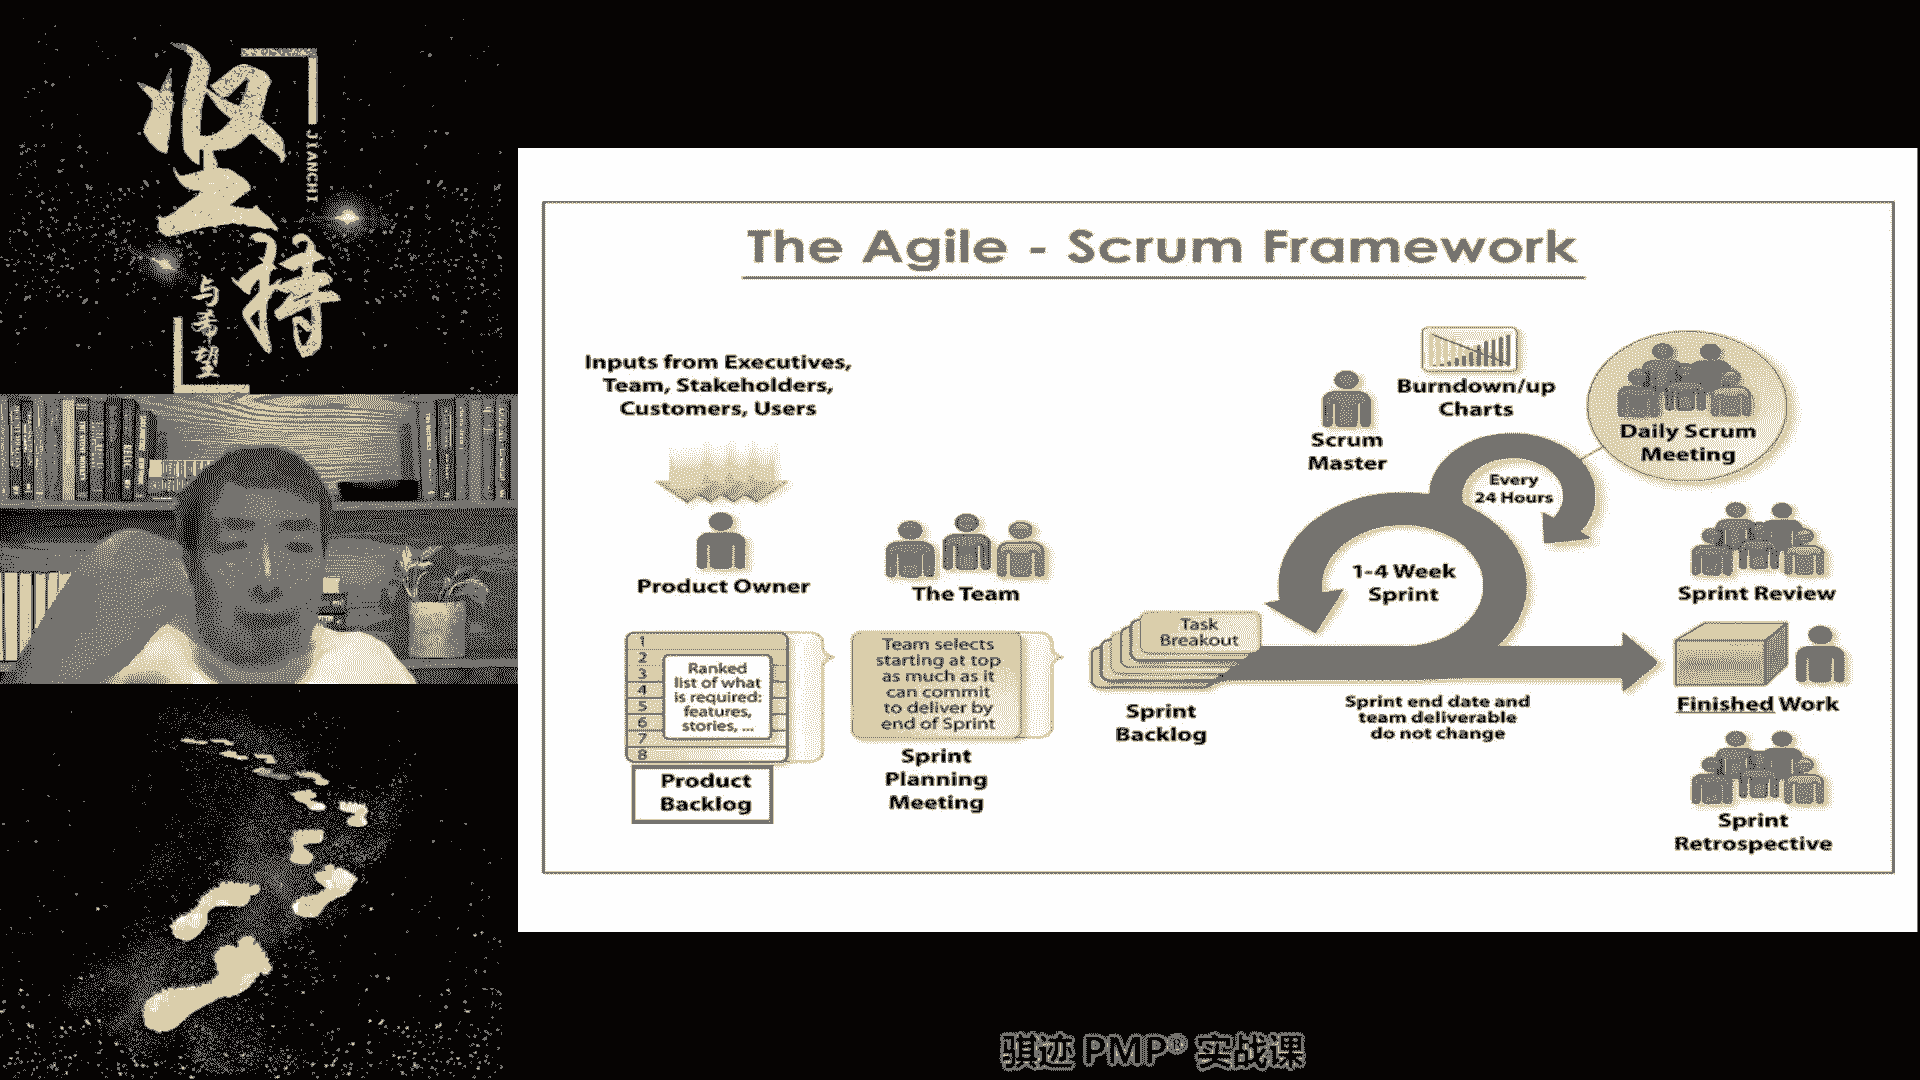 坚持
JIANCHI
与希望
The Agile - Scrum Framework
Inputs from Executives,
Team, Stakeholders,
Customers, Users
Product Owner
The Team
1
2
3
4
5
6
7
8
Ranked
list of what
is required:
features,
stories, ...
Product
Backlog
Team selects
starting at top
as much as it
can commit
to deliver by
end of Sprint
Sprint
Planning
Meeting
Task
Breakout
Sprint
Backlog
Scrum
Master
Burndown/up
Charts
Every
24 Hours
1-4 Week
Sprint
Sprint end date and
team deliverable
do not change
Daily Scrum
Meeting
Sprint Review
Finished Work
Sprint
Retrospective
骐迹 PMP® 实战课